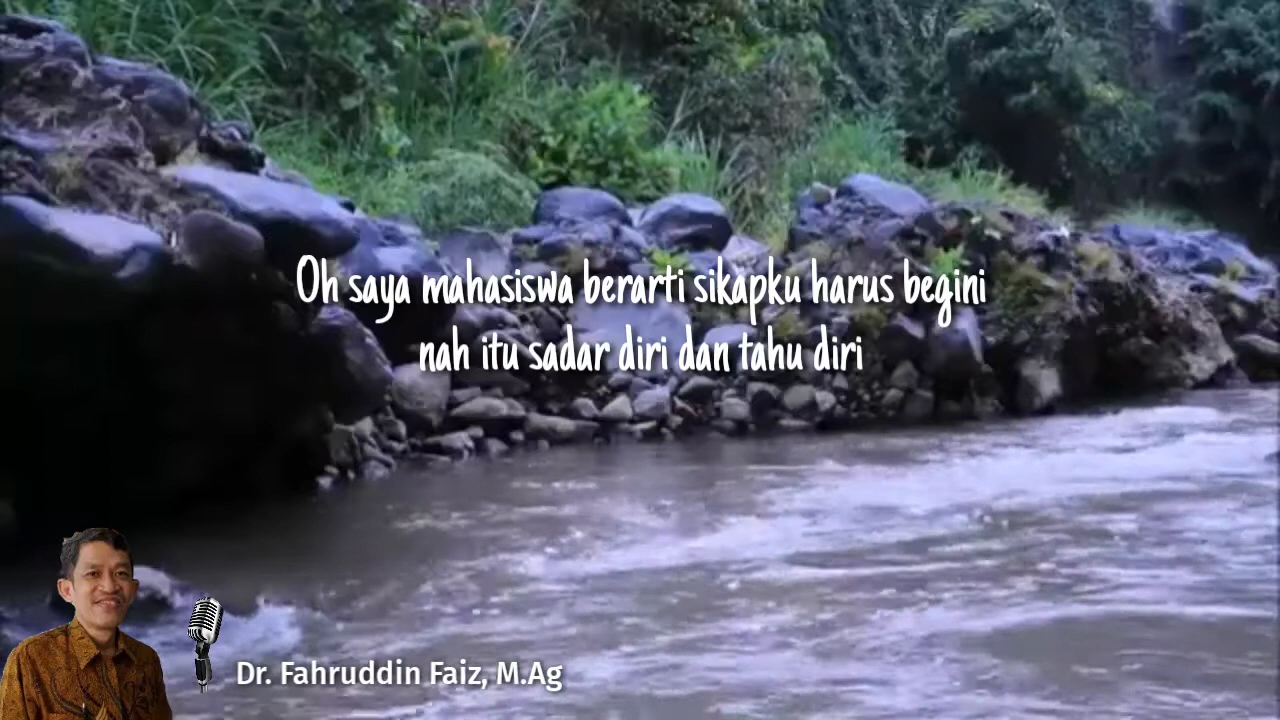 Oh saya mahasiswa berarti sikapku harus begini
nah itu sadar diri dan tahu diri
Dr. Fahruddin Faiz, M.Ag